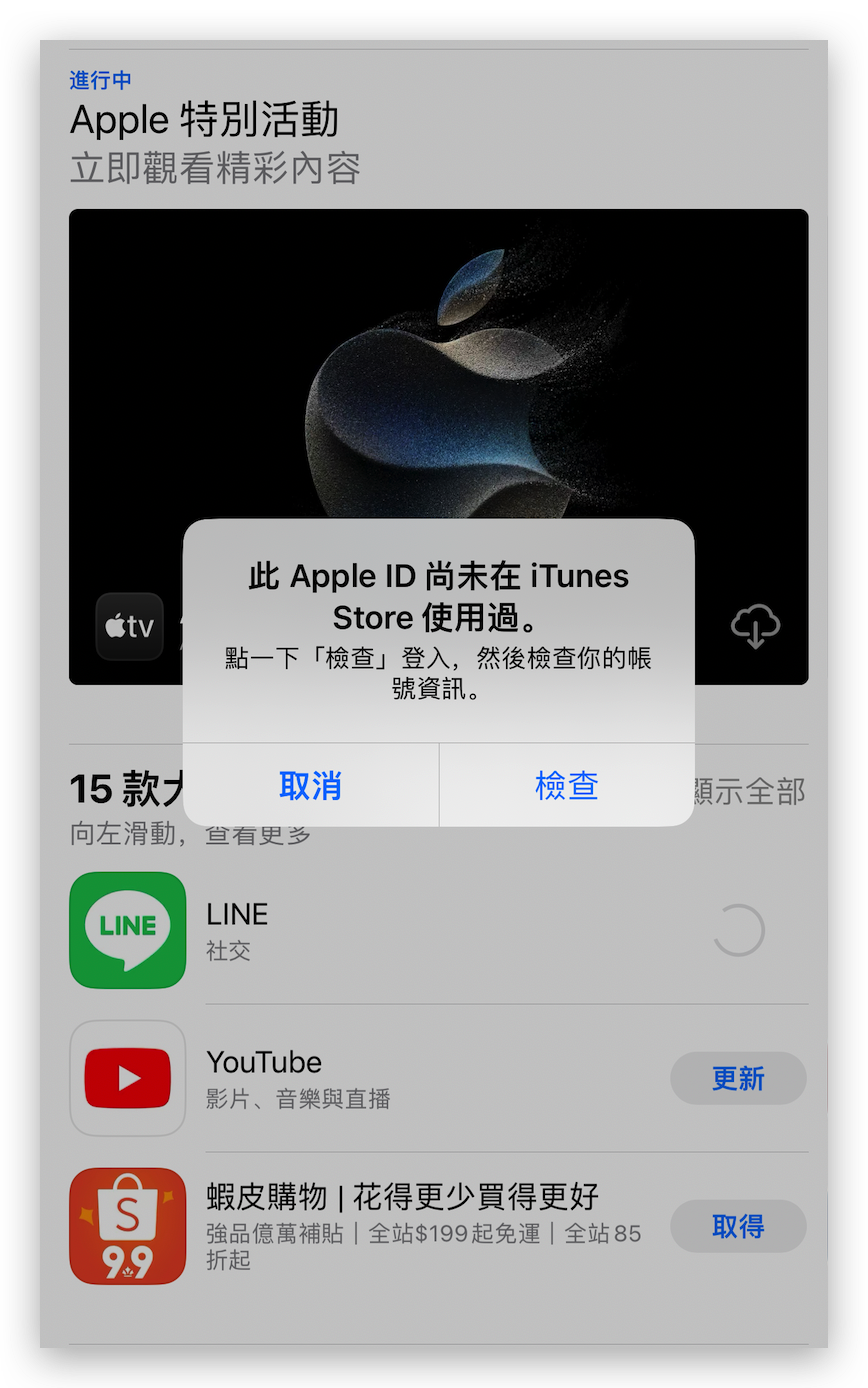 進行中
Apple 特別活動
立即觀看精彩內容
tv
此 Apple ID 尚未在 iTunes
Store 使用過。
點一下「檢查」登入，然後檢查你的帳
號資訊。
取消
檢查
15 款
顯示全部
向左滑動，查看更多
LINE
LINE
社交
YouTube
影片、音樂與直播
更新
S
9.9
蝦皮購物 | 花得更少買得更好
強品億萬補貼｜全站$199起免運｜全站85
折起
取得